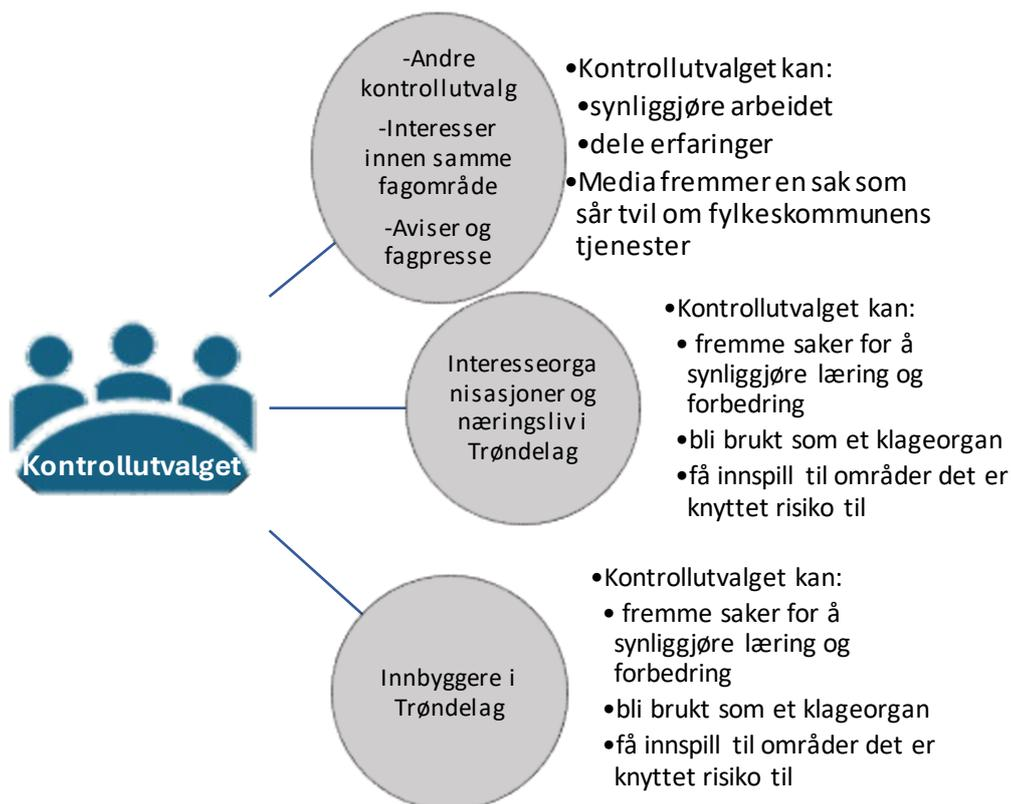 -Andre
kontrollutvalg
-Interesser
innen samme
fagområde
-Aviser og
fagpresse
•Kontrollutvalget kan:
•synliggjøre arbeidet
•dele erfaringer
•Media fremmer en sak som
sår tvil om fylkeskommunens
tjenester
Kontrollutvalget
Interesseorga
nisasjoner og
næringsliv i
Trøndelag
•Kontrollutvalget kan:
• fremme saker for å
synliggjøre læring og
forbedring
•bli brukt som et klageorgan
•få innspill til områder det er
knyttet risiko til
Innbyggere i
Trøndelag
•Kontrollutvalget kan:
• fremme saker for å
synliggjøre læring og
forbedring
•bli brukt som et klageorgan
•få innspill til områder det er
knyttet risiko til